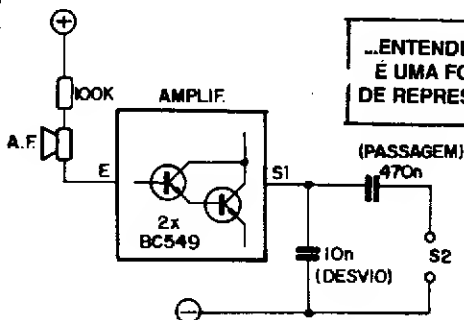 +
...ENTENDE
É UMA FO
DE REPRES
100K
AMPLIF.
A.F.
E
S1
2x
BC549
(PASSAGEM)
470n
10n
(DESVIO)
S2
−